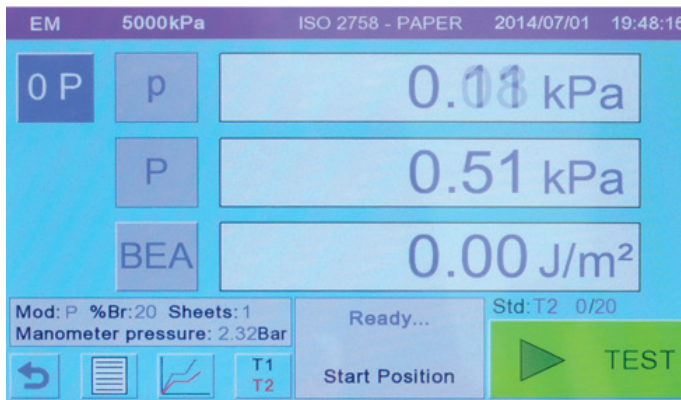 EM 5000kPa ISO 2758 - PAPER 2014/07/01 19:48:16
0 P p kPa
P 0.51 kPa
BEA 0.00 J/m²
Mod: P %Br:20 Sheets:1
Manometer pressure: 2.32Bar
Ready...
Start Position
Std:T2 0/20
TEST
T1
T2